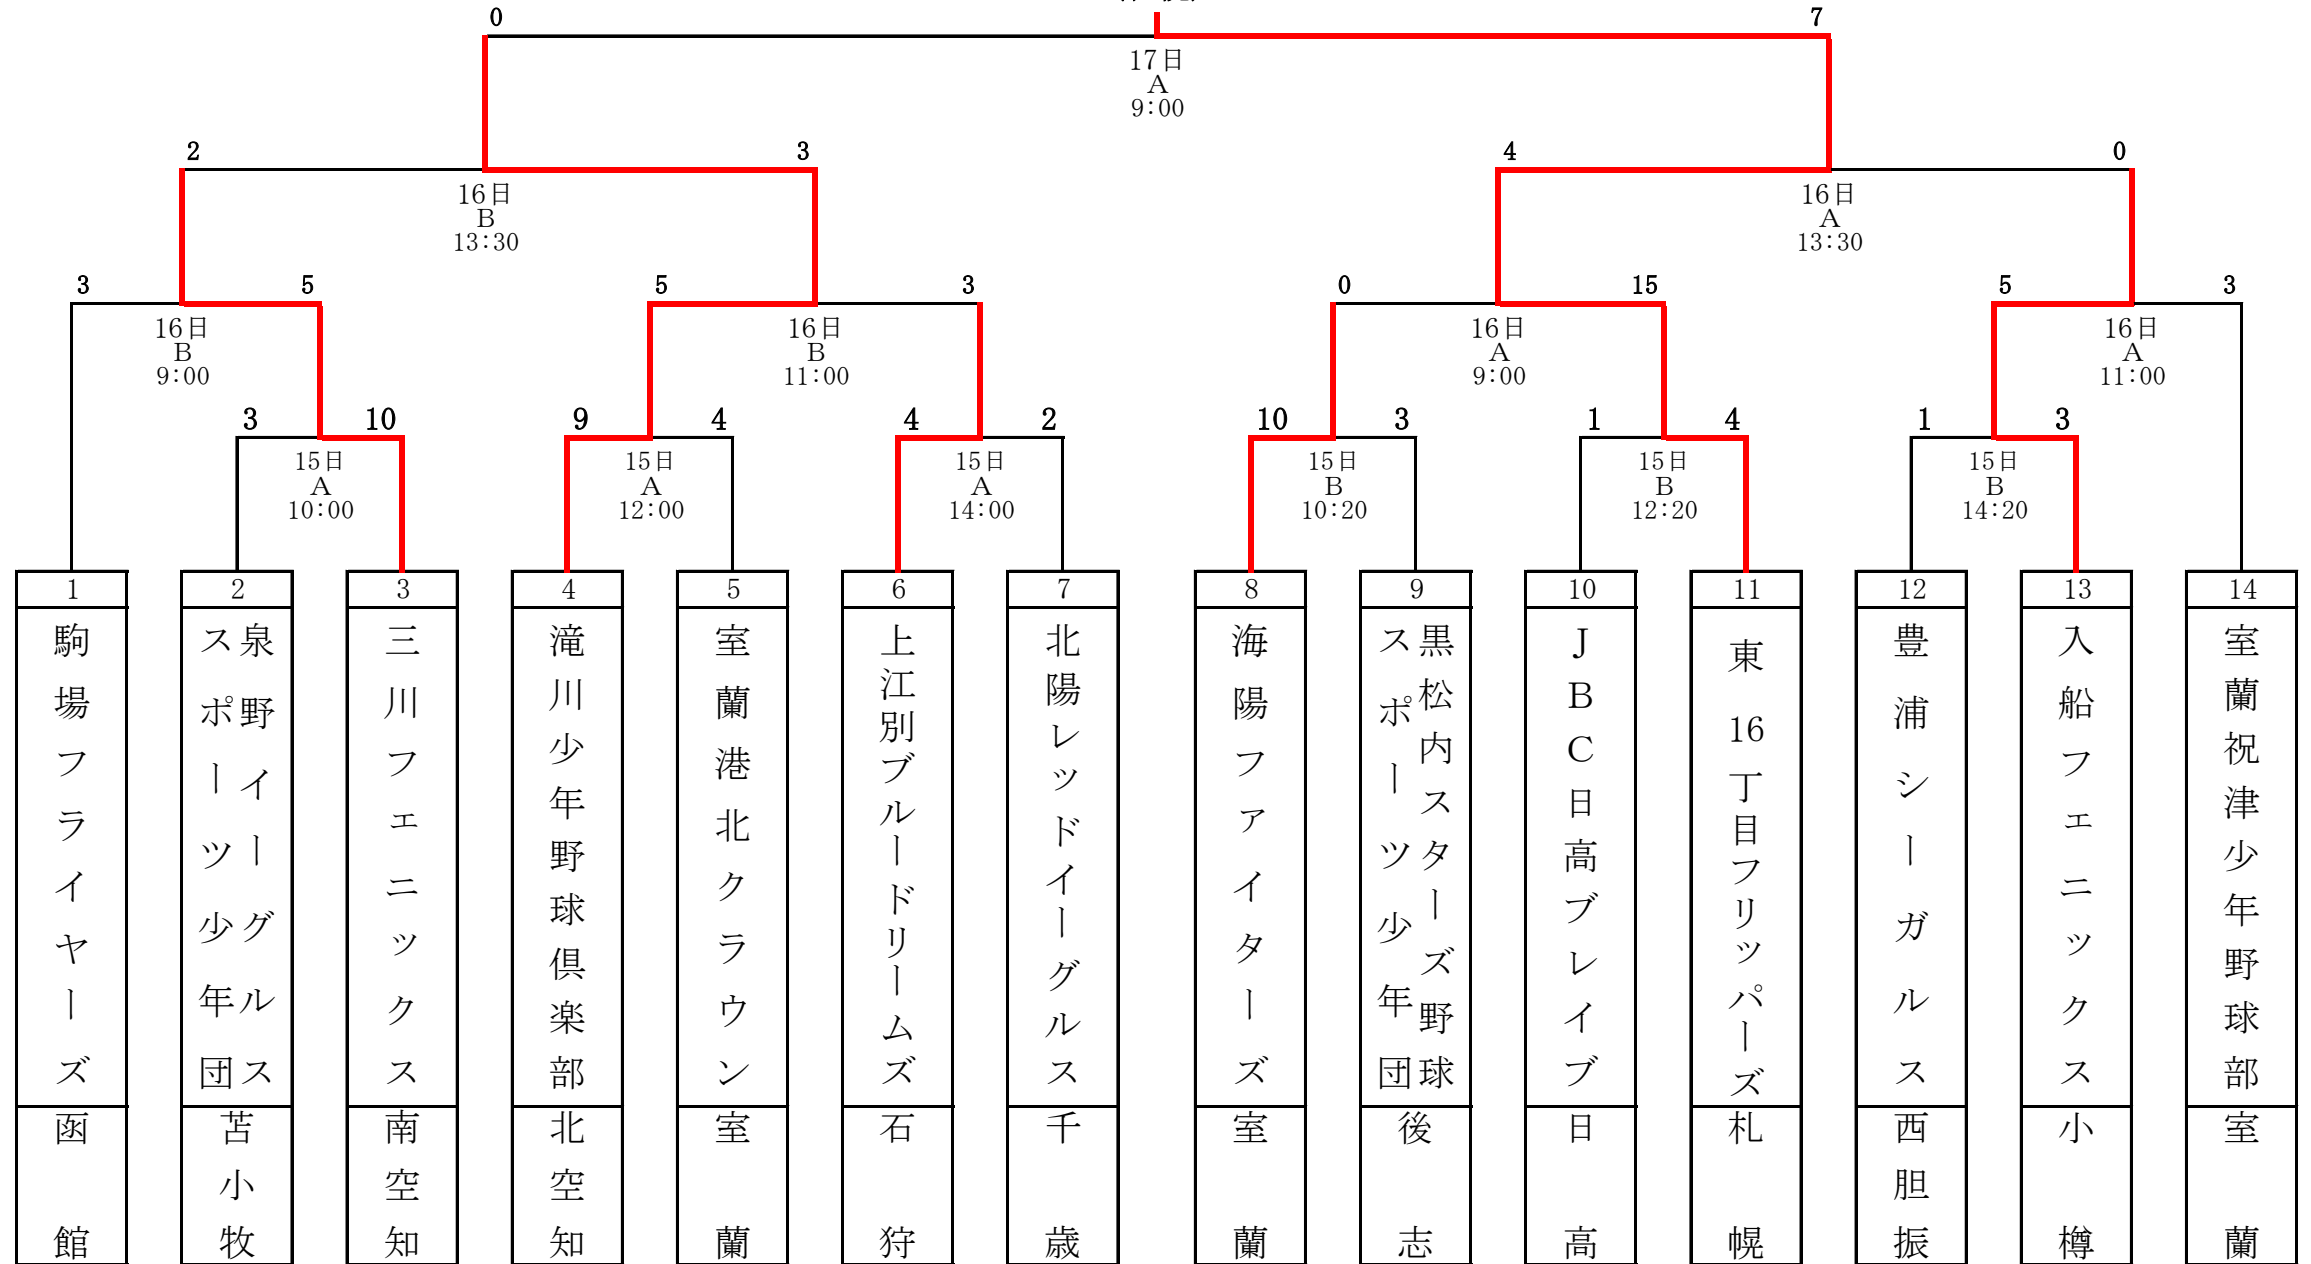 0
7
17日
A
9:00
2
3
4
0
16日
B
13:30
16日
A
13:30
3
5
5
3
0
15
5
3
16日
B
9:00
16日
B
11:00
16日
A
9:00
16日
A
11:00
3
10
9
4
4
2
10
3
1
4
1
3
15日
A
10:00
15日
A
12:00
15日
A
14:00
15日
B
10:20
15日
B
12:20
15日
B
14:20
1
駒場フライヤーズ
函館
2
泉野イーグルス
スポーツ少年団
苫小牧
3
三川フェニックス
南空知
4
滝川少年野球倶楽部
北空知
5
室蘭港北クラウン
室蘭
6
上江別ブルードリームズ
石狩
7
北陽レッドイーグルス
千歳
8
海陽ファイターズ
室蘭
9
黒松内スターズ野球
スポーツ少年団
後志
10
JBC日高ブレイブ
日高
11
東16丁目フリッパーズ
札幌
12
豊浦シーガルス
西胆振
13
入船フェニックス
小樽
14
室蘭祝津少年野球部
室蘭